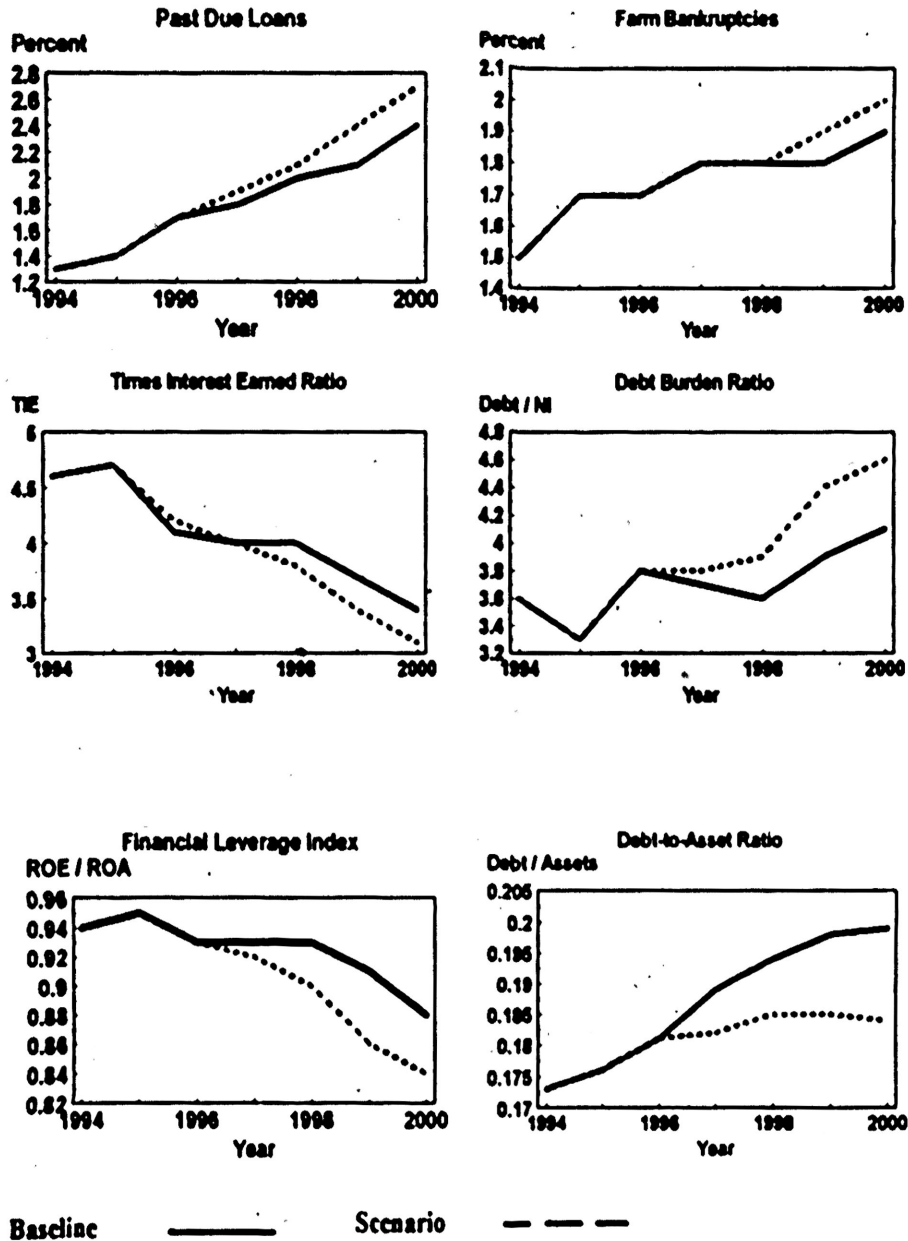 Past Due Loans
Percent
2.8
2.6
2.4
2.2
2
1.8
1.6
1.4
1.2
1994 1996 1998 2000
Year
Farm Bankruptcies
Percent
2.1
2
1.9
1.8
1.7
1.6
1.5
1.4
1994 1996 1998 2000
Year
Times Interest Earned Ratio
TIE
5
4.5
4
3.5
3
1994 1996 1998 2000
Year
Debt Burden Ratio
Debt / NI
4.8
4.6
4.4
4.2
4
3.8
3.6
3.4
3.2
1994 1996 1998 2000
Year
Financial Leverage Index
ROE / ROA
0.96
0.94
0.92
0.9
0.88
0.86
0.84
0.82
1994 1996 1998 2000
Year
Debt-to-Asset Ratio
Debt / Assets
0.205
0.2
0.195
0.19
0.185
0.18
0.175
0.17
1994 1996 1998 2000
Year
Baseline Scenario